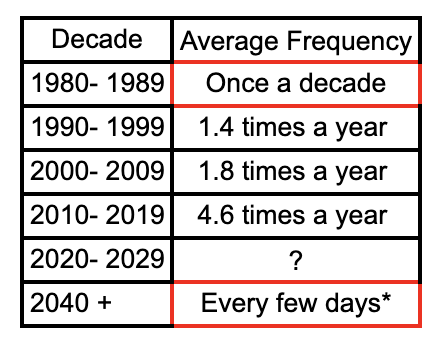 Decade Average Frequency
1980- 1989 Once a decade
1990- 1999 1.4 times a year
2000- 2009 1.8 times a year
2010- 2019 4.6 times a year
2020- 2029 ?
2040 + Every few days*